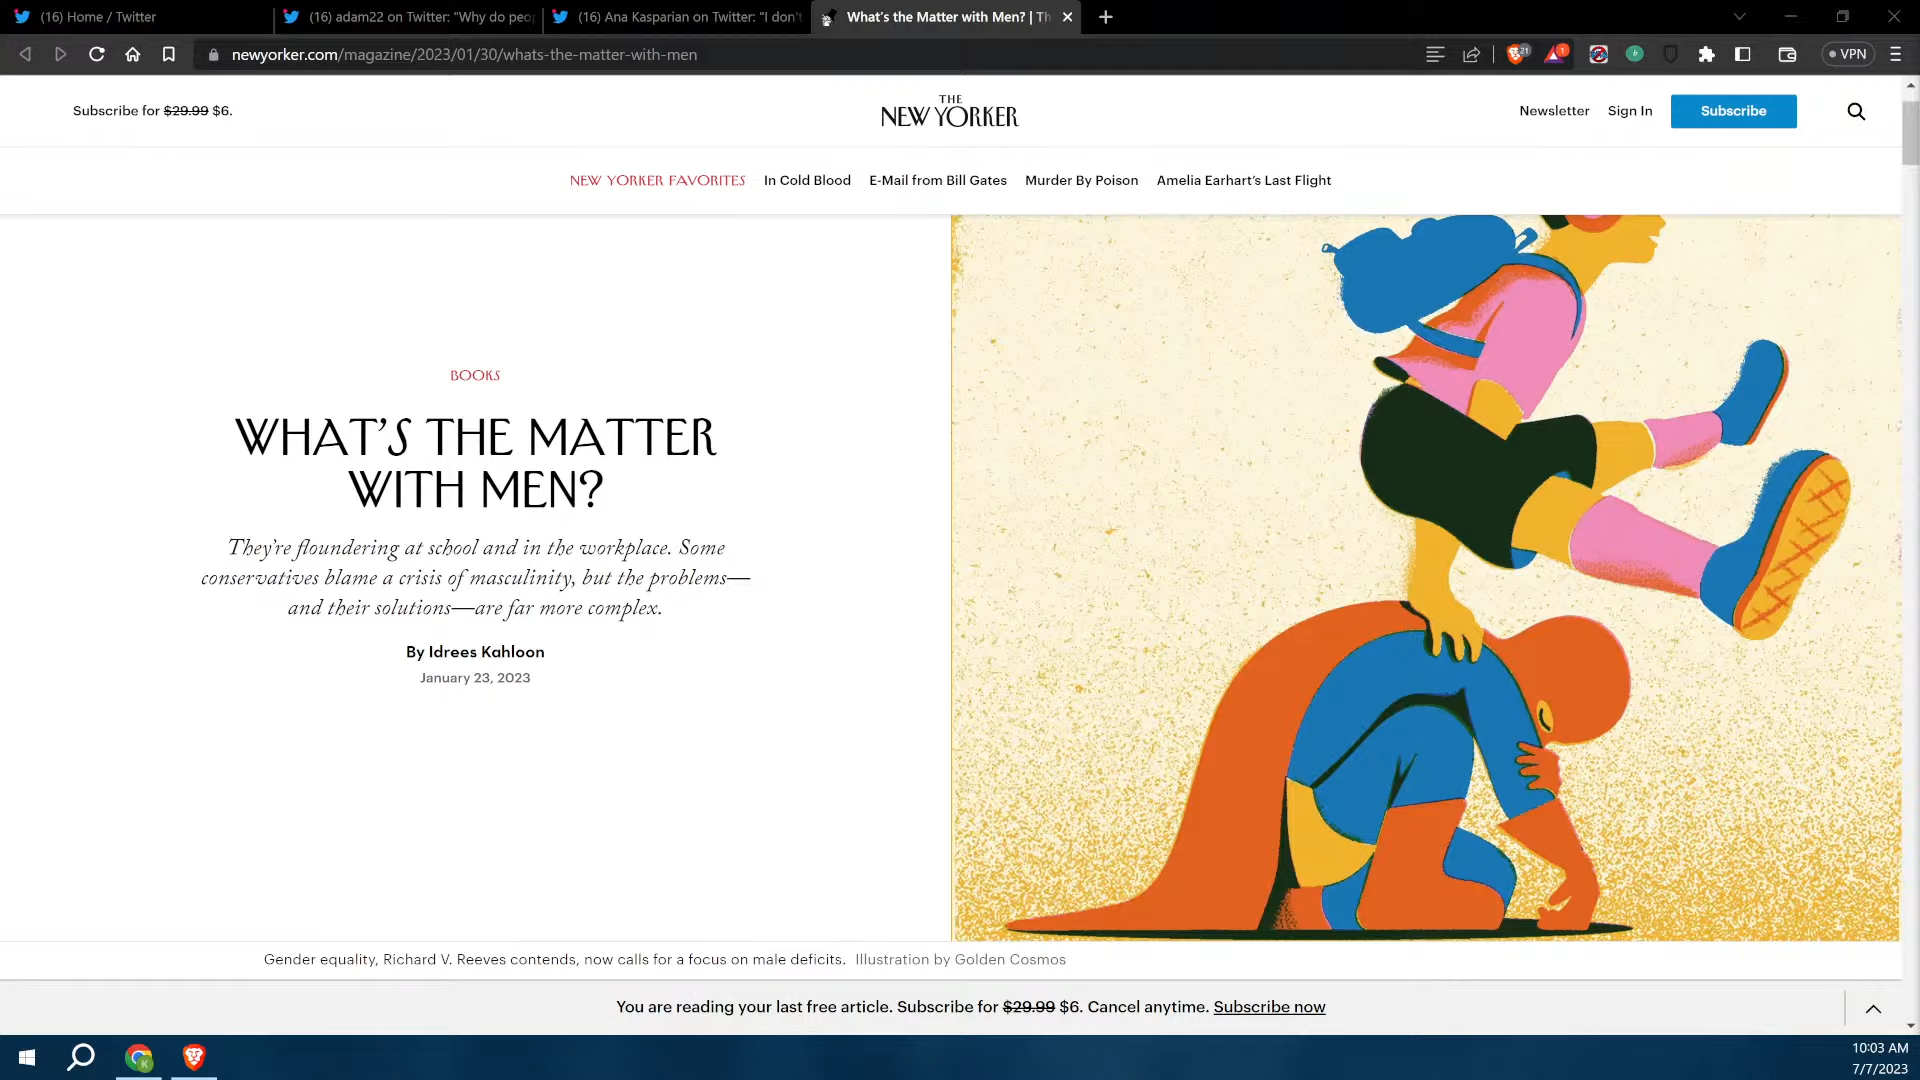 (16) Home / Twitter
(16) adam22 on Twitter: "Why do peop
(16) Ana Kasparian on Twitter: "I don't
What's the Matter with Men? | Th
newyorker.com/magazine/2023/01/30/whats-the-matter-with-men
21
1
VPN
Subscribe for $29.99 $6.
THE
NEW YORKER
Newsletter
Sign In
Subscribe
NEW YORKER FAVORITES
In Cold Blood
E-Mail from Bill Gates
Murder By Poison
Amelia Earhart's Last Flight
BOOKS
WHAT'S THE MATTER
WITH MEN?
They're floundering at school and in the workplace. Some
conservatives blame a crisis of masculinity, but the problems—
and their solutions—are far more complex.
By Idrees Kahloon
January 23, 2023
Gender equality, Richard V. Reeves contends, now calls for a focus on male deficits. Illustration by Golden Cosmos
You are reading your last free article. Subscribe for $29.99 $6. Cancel anytime. Subscribe now
K
10:03 AM
7/7/2023